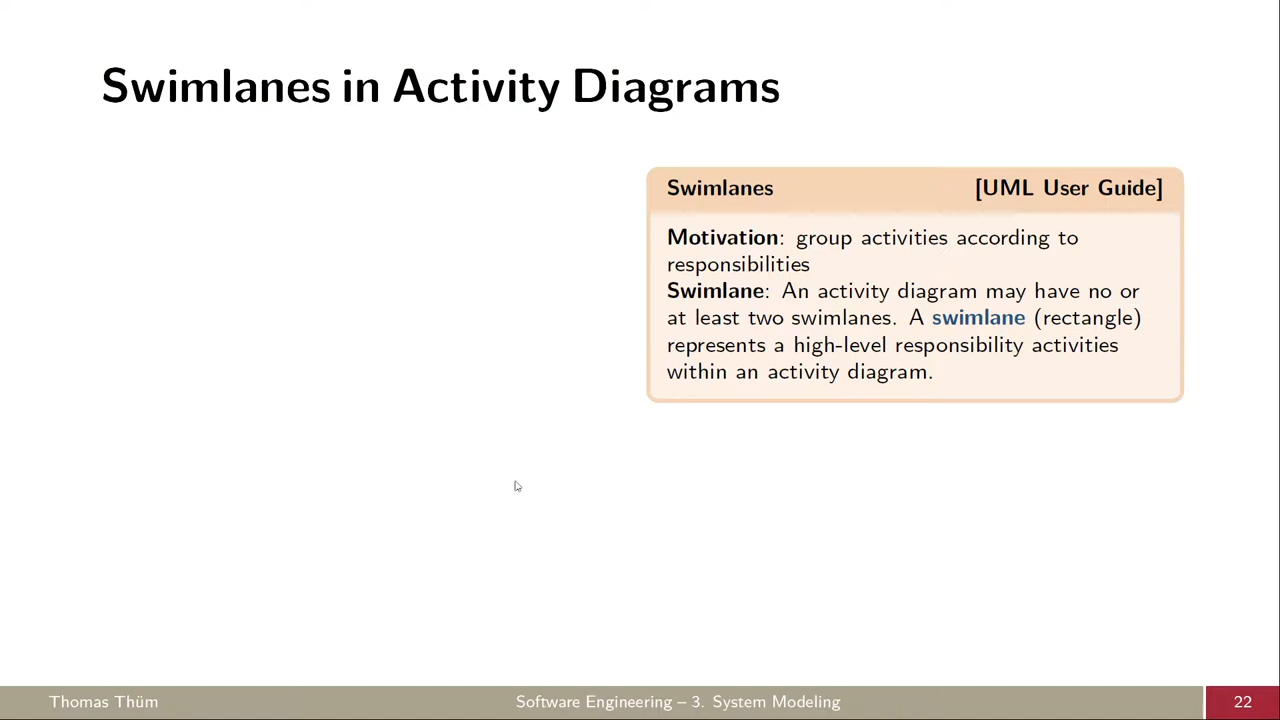 Swimlanes in Activity Diagrams
Swimlanes [UML User Guide]
Motivation: group activities according to
responsibilities
Swimlane: An activity diagram may have no or
at least two swimlanes. A swimlane (rectangle)
represents a high-level responsibility activities
within an activity diagram.
Thomas Thüm Software Engineering – 3. System Modeling 22